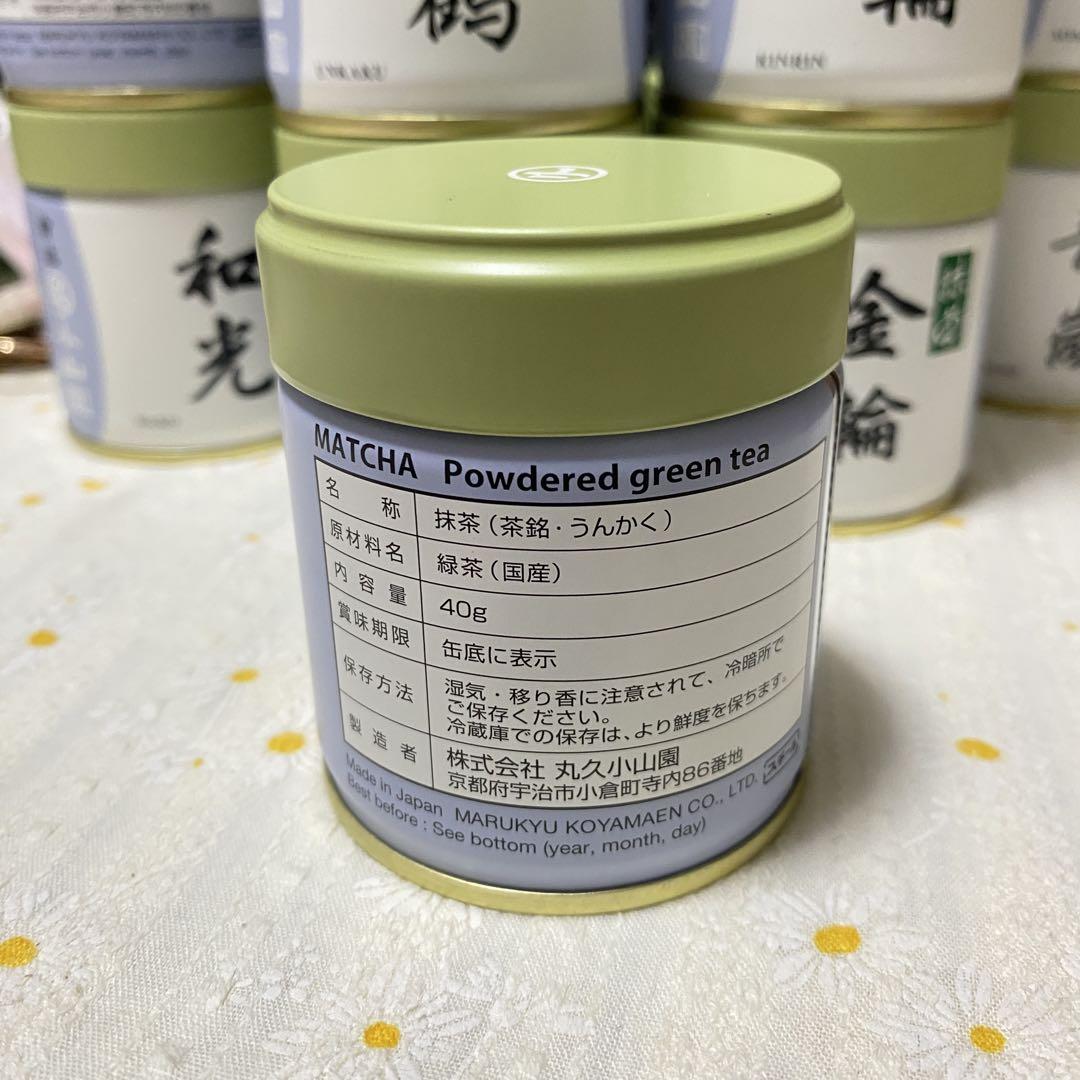 鶴
UNKAKU
輪
KINRIN
和光
金輪
抹茶
MATCHA Powdered green tea
名称 抹茶（茶銘・うんかく）
原材料名 緑茶（国産）
内容量 40g
賞味期限 缶底に表示
保存方法 湿気・移り香に注意されて、冷暗所で
ご保存ください。
冷蔵庫での保存は、より鮮度を保ちます。
製造者 株式会社 丸久小山園
京都府宇治市小倉町寺内86番地
Made in Japan MARUKYU KOYAMAEN CO., LTD.
スチール
Best before : See bottom (year, month, day)